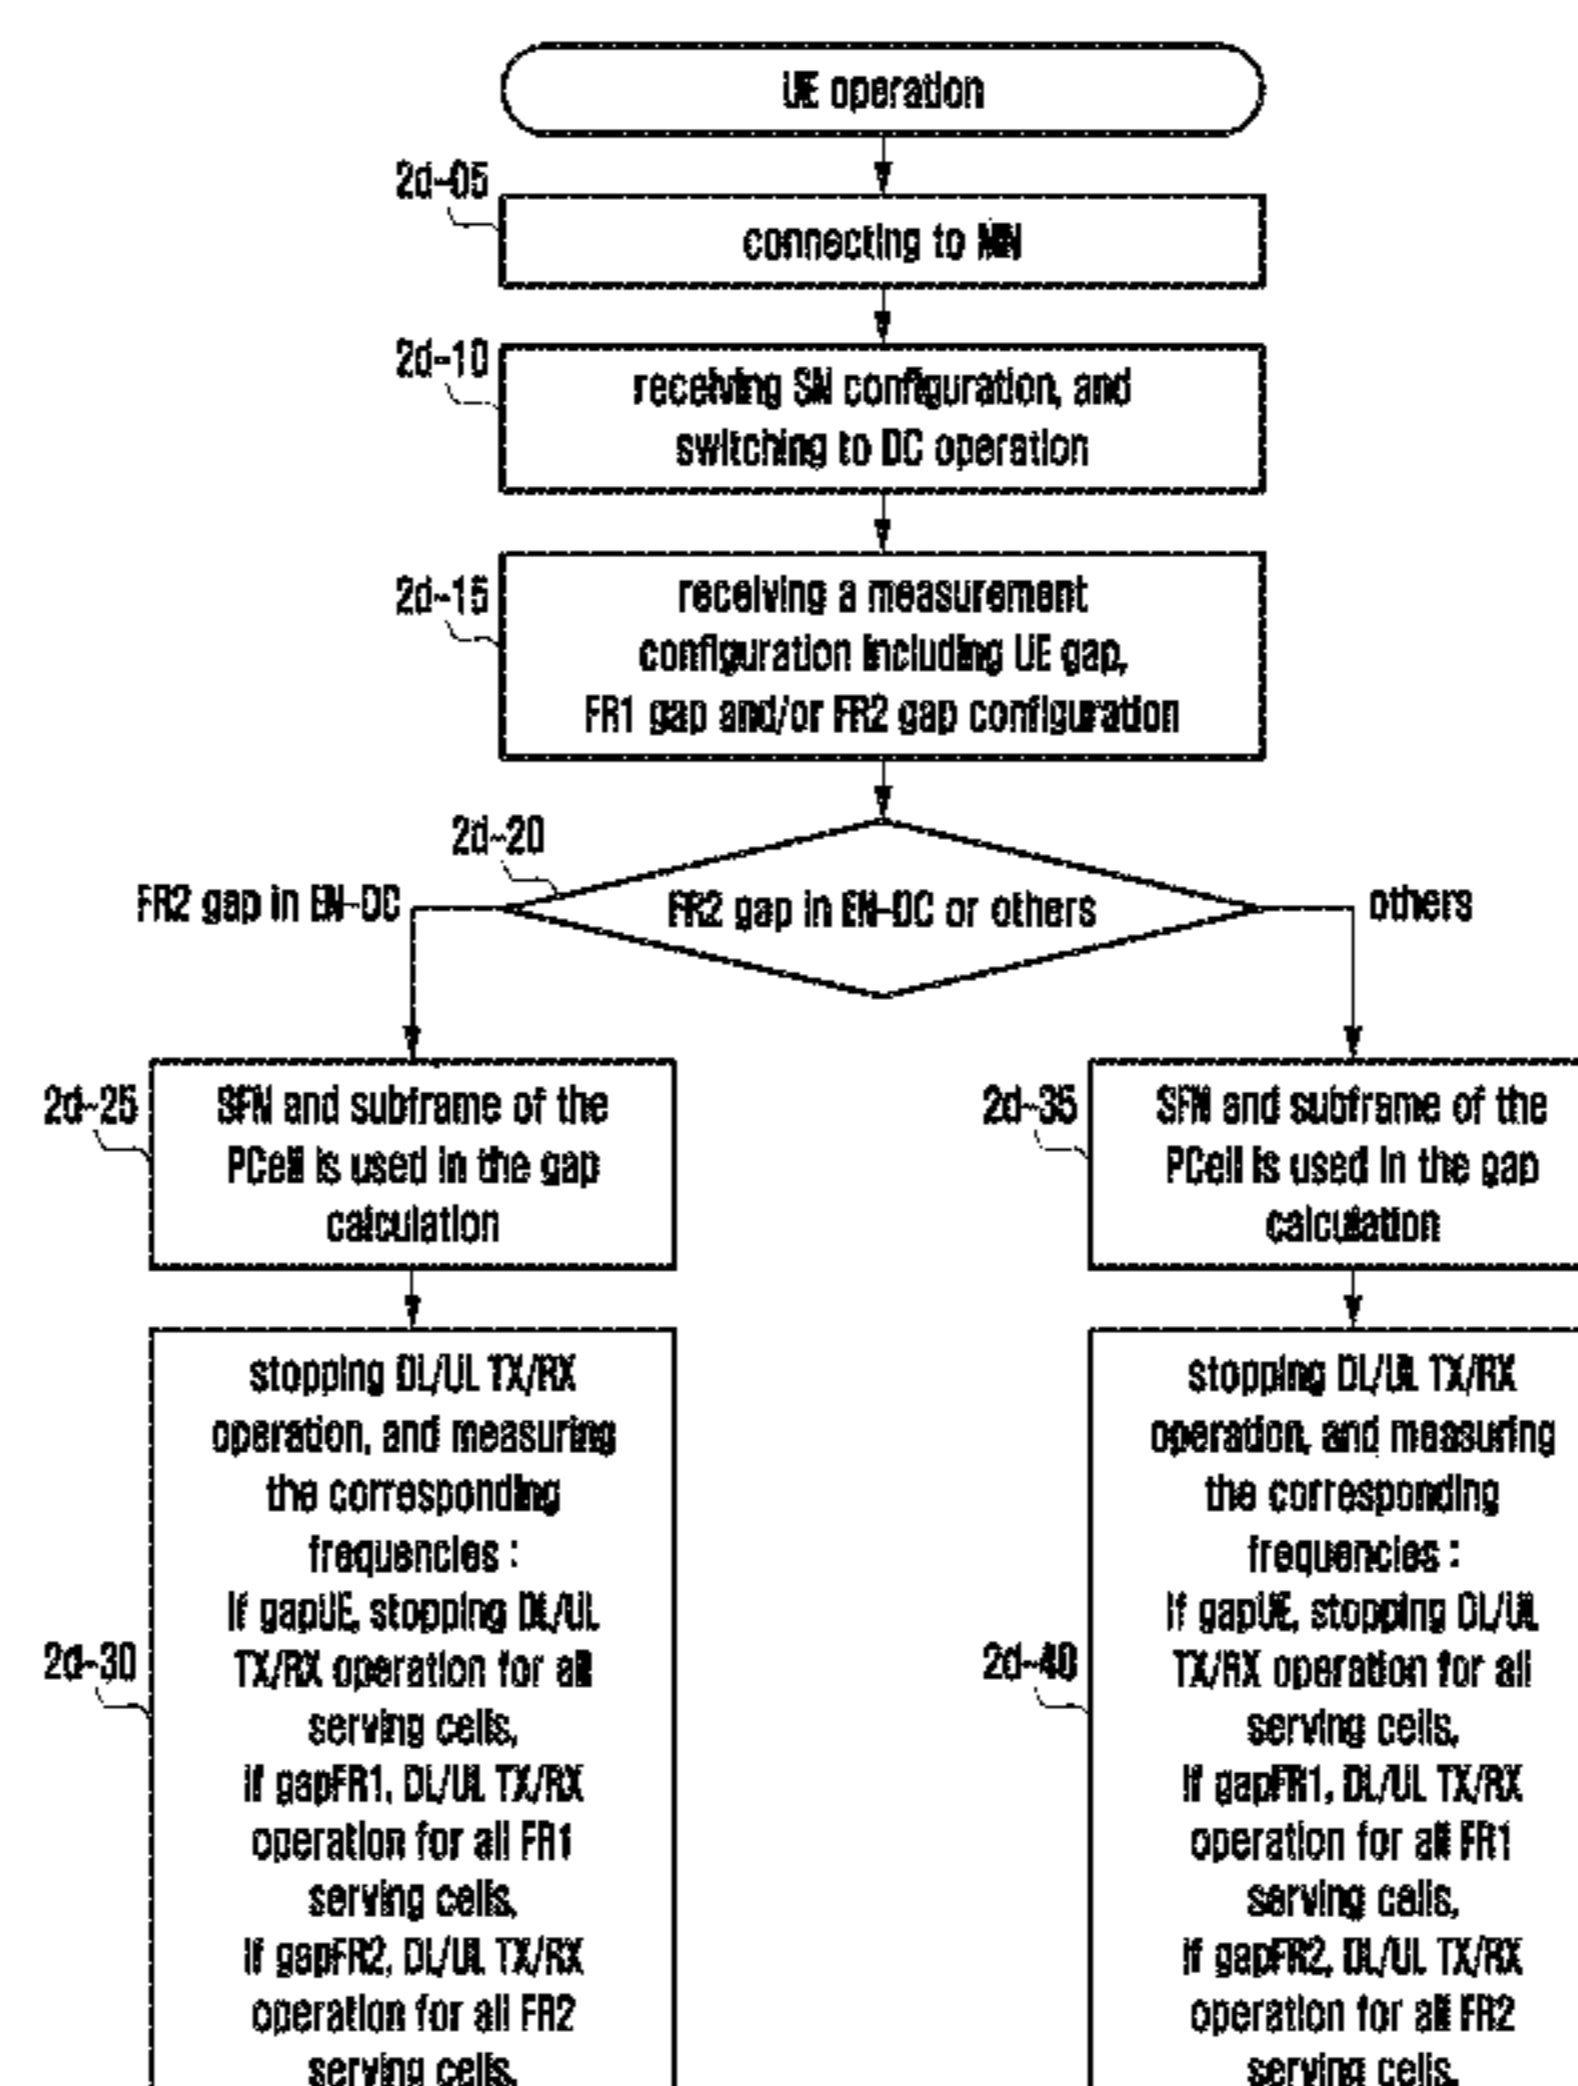 UE operation
2d-05
connecting to MN
2d-10
receiving SN configuration, and
switching to DC operation
2d-15
receiving a measurement
configuration including UE gap,
FR1 gap and/or FR2 gap configuration
2d-20
FR2 gap in EN-DC
FR2 gap in EN-DC or others
others
2d-25
SFN and subframe of the
PCell is used in the gap
calculation
2d-35
SFN and subframe of the
PCell is used in the gap
calculation
2d-30
stopping DL/UL TX/RX
operation, and measuring
the corresponding
frequencies :
If gapUE, stopping DL/UL
TX/RX operation for all
serving cells,
if gapFR1, DL/UL TX/RX
operation for all FR1
serving cells,
if gapFR2, DL/UL TX/RX
operation for all FR2
serving cells,
2d-40
stopping DL/UL TX/RX
operation, and measuring
the corresponding
frequencies :
If gapUE, stopping DL/UL
TX/RX operation for all
serving cells,
if gapFR1, DL/UL TX/RX
operation for all FR1
serving cells,
if gapFR2, DL/UL TX/RX
operation for all FR2
serving cells,